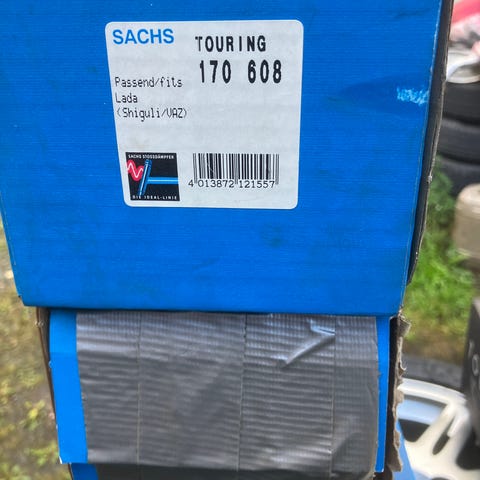 SACHS
TOURING
170 608
Passend/fits
Lada
(Shiguli/VAZ)
SACHS STOSSDÄMPFER
DIE IDEAL-LINIE
4 013872 121557